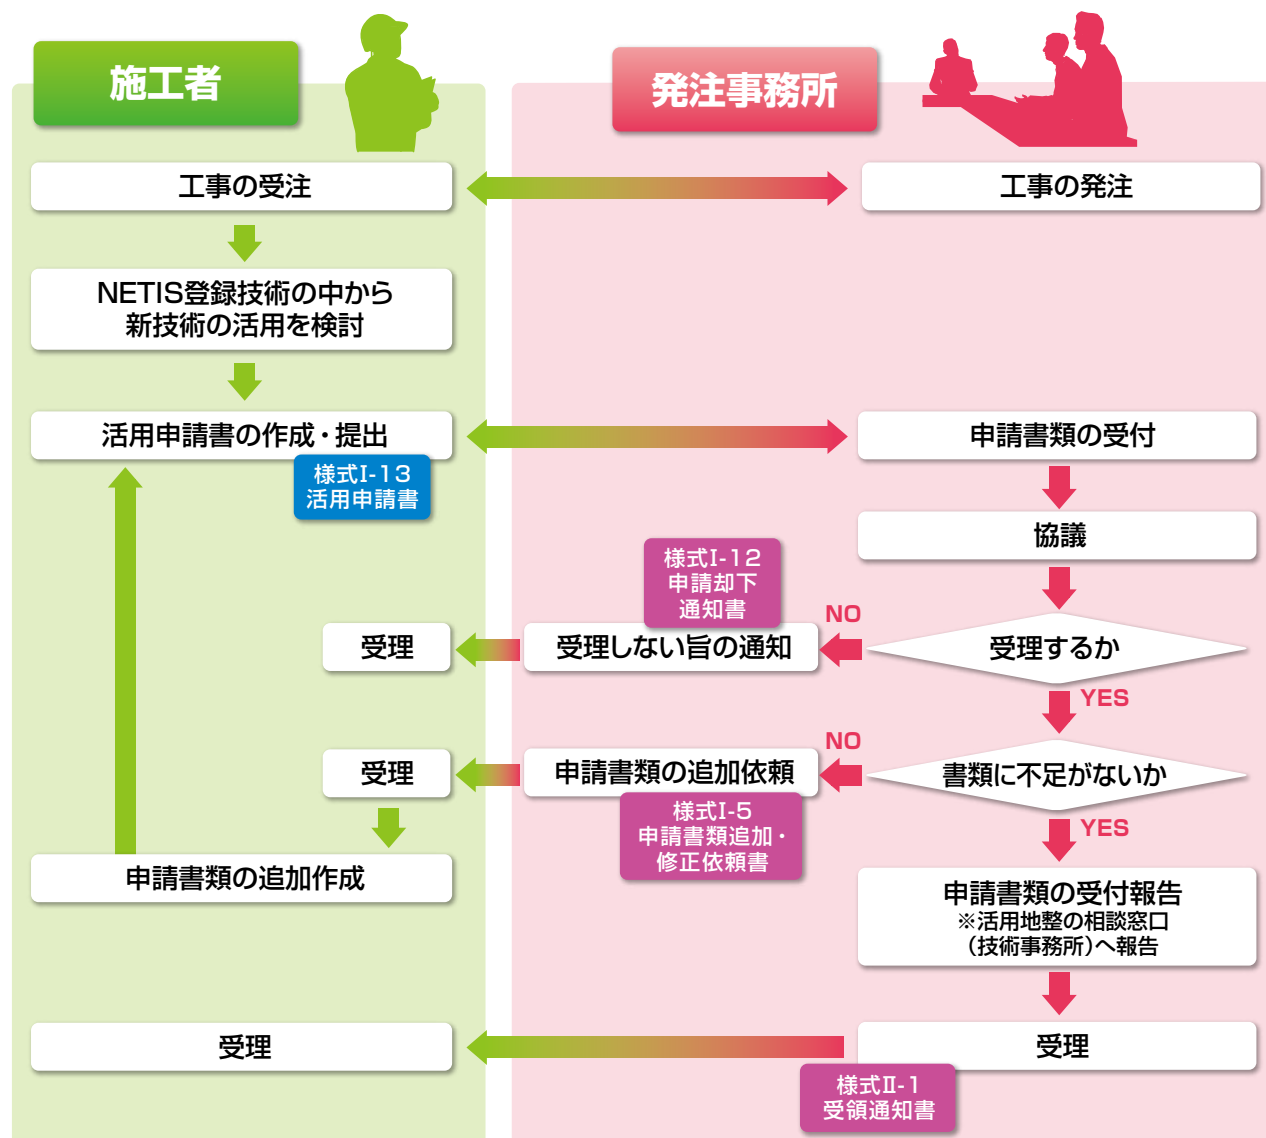 施工者
発注事務所
工事の受注
工事の発注
NETIS登録技術の中から
新技術の活用を検討
活用申請書の作成・提出
様式I-13
活用申請書
申請書類の受付
協議
受理するか
NO
様式I-12
申請却下
通知書
受理しない旨の通知
受理
YES
書類に不足がないか
NO
申請書類の追加依頼
様式I-5
申請書類追加・
修正依頼書
受理
申請書類の追加作成
YES
申請書類の受付報告
※活用地整の相談窓口
（技術事務所）へ報告
受理
様式Ⅱ-1
受領通知書
受理